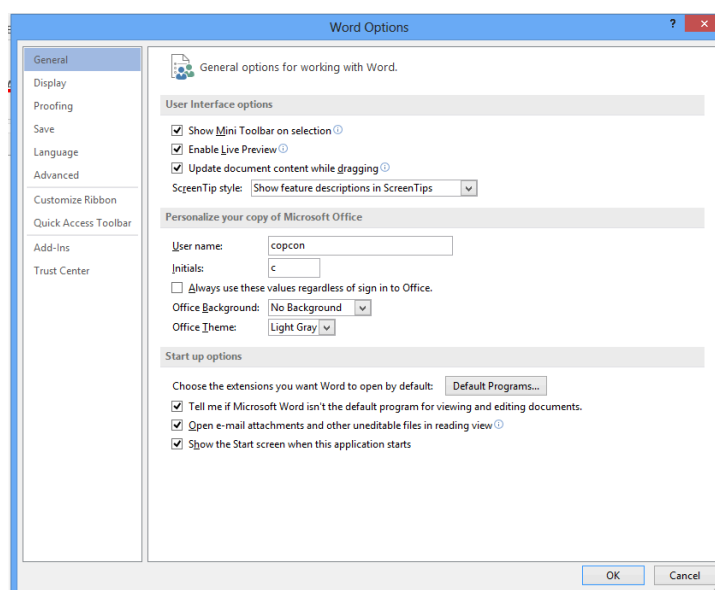 Word Options
?
General
Display
Proofing
Save
Language
Advanced
Customize Ribbon
Quick Access Toolbar
Add-Ins
Trust Center
General options for working with Word.
User Interface options
Show Mini Toolbar on selection
Enable Live Preview
Update document content while dragging
ScreenTip style: Show feature descriptions in ScreenTips
Personalize your copy of Microsoft Office
User name: copcon
Initials: c
Always use these values regardless of sign in to Office.
Office Background: No Background
Office Theme: Light Gray
Start up options
Choose the extensions you want Word to open by default: Default Programs...
Tell me if Microsoft Word isn't the default program for viewing and editing documents.
Open e-mail attachments and other uneditable files in reading view
Show the Start screen when this application starts
OK Cancel